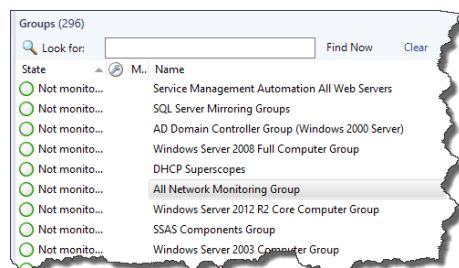 Groups (296)
Look for: Find Now Clear
State M.. Name
Not monito... Service Management Automation All Web Servers
Not monito... SQL Server Mirroring Groups
Not monito... AD Domain Controller Group (Windows 2000 Server)
Not monito... Windows Server 2008 Full Computer Group
Not monito... DHCP Superscopes
Not monito... All Network Monitoring Group
Not monito... Windows Server 2012 R2 Core Computer Group
Not monito... SSAS Components Group
Not monito... Windows Server 2003 Computer Group